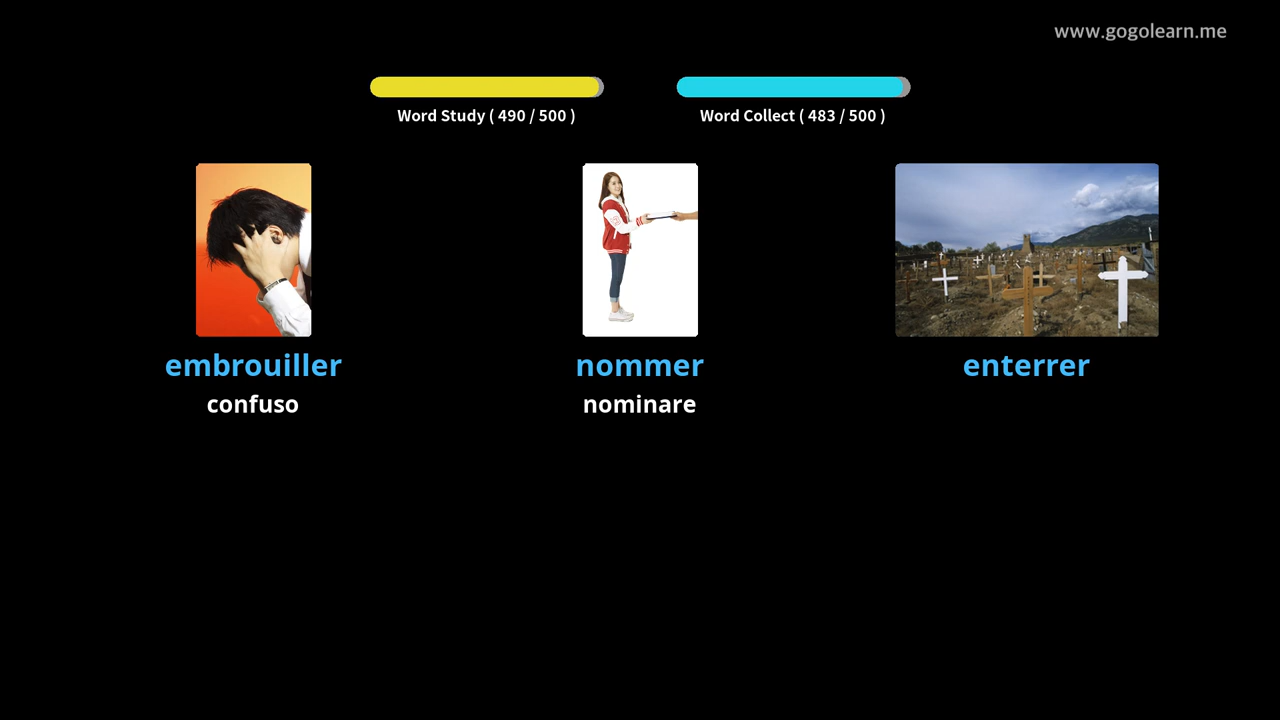 www.gogolearn.me
Word Study ( 490 / 500 )
Word Collect ( 483 / 500 )
embrouiller
confuso
nommer
nominare
enterrer